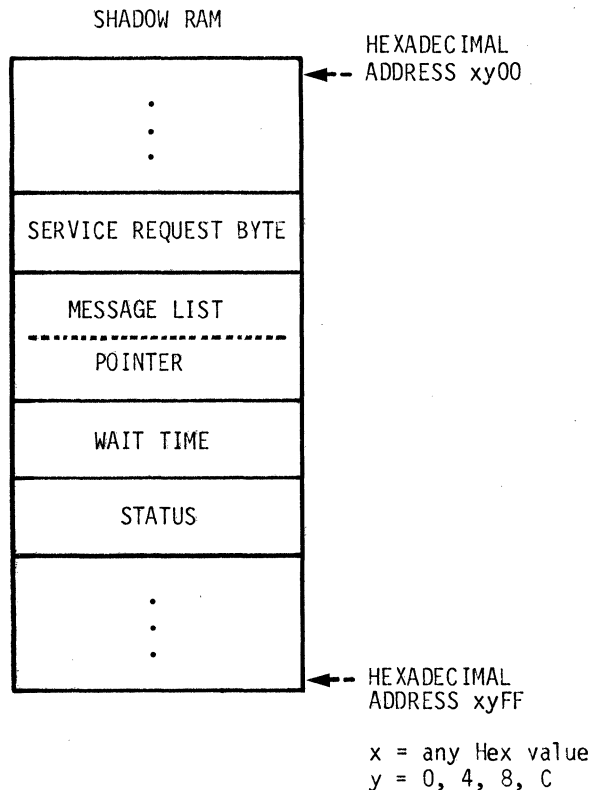 SHADOW RAM
HEXADECIMAL
ADDRESS xy00
SERVICE REQUEST BYTE
MESSAGE LIST
POINTER
WAIT TIME
STATUS
HEXADECIMAL
ADDRESS xyFF
x = any Hex value
y = 0, 4, 8, C